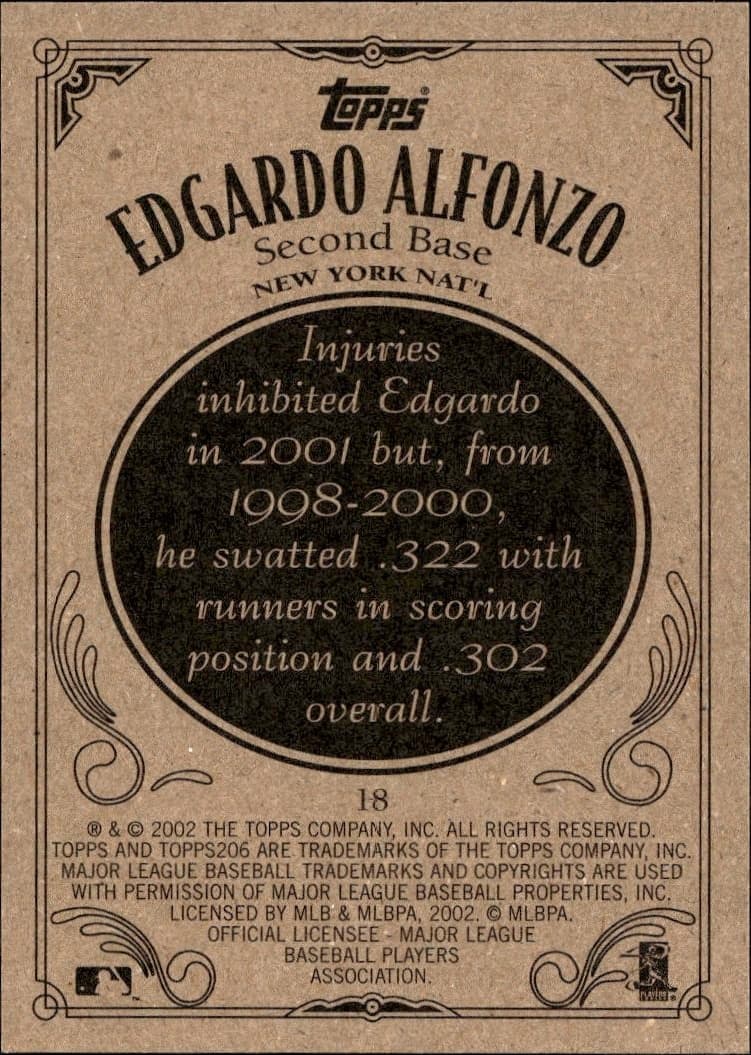 Topps®
EDGARDO ALFONZO
Second Base
NEW YORK NAT'L
Injuries
inhibited Edgardo
in 2001 but, from
1998-2000,
he swatted .322 with
runners in scoring
position and .302
overall.
18
® & © 2002 THE TOPPS COMPANY, INC. ALL RIGHTS RESERVED.
TOPPS AND TOPPS206 ARE TRADEMARKS OF THE TOPPS COMPANY, INC.
MAJOR LEAGUE BASEBALL TRADEMARKS AND COPYRIGHTS ARE USED
WITH PERMISSION OF MAJOR LEAGUE BASEBALL PROPERTIES, INC.
LICENSED BY MLB & MLBPA, 2002. © MLBPA.
OFFICIAL LICENSEE - MAJOR LEAGUE
BASEBALL PLAYERS
ASSOCIATION.
™